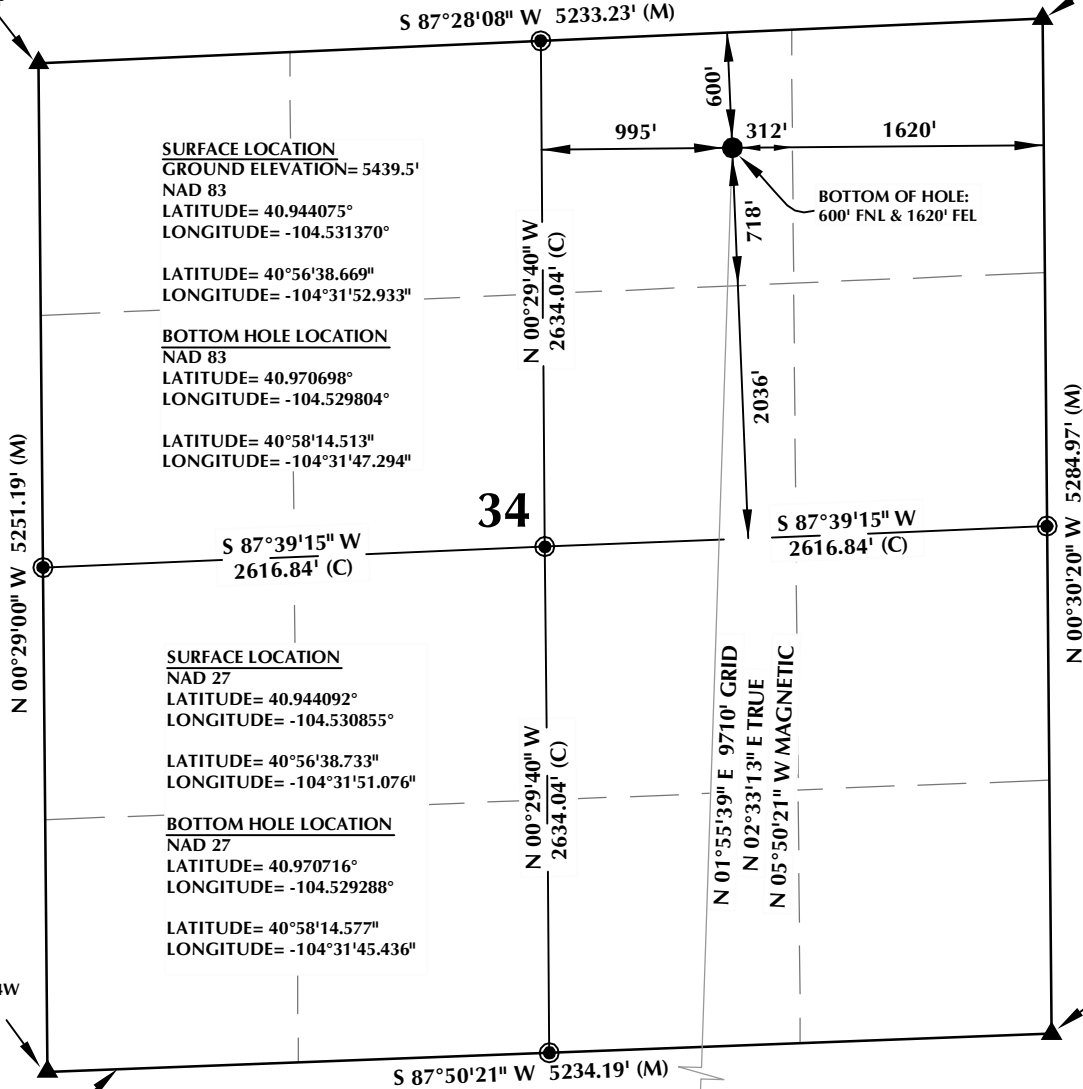 S 87°28'08" W 5233.23' (M)
600'
995'
312'
1620'
BOTTOM OF HOLE:
600' FNL & 1620' FEL
718'
SURFACE LOCATION
GROUND ELEVATION= 5439.5'
NAD 83
LATITUDE= 40.944075°
LONGITUDE= -104.531370°
LATITUDE= 40°56'38.669"
LONGITUDE= -104°31'52.933"
BOTTOM HOLE LOCATION
NAD 83
LATITUDE= 40.970698°
LONGITUDE= -104.529804°
LATITUDE= 40°58'14.513"
LONGITUDE= -104°31'47.294"
N 00°29'40" W
2634.04' (C)
2036'
N 00°29'00" W 5251.19' (M)
N 00°30'20" W 5284.97' (M)
34
S 87°39'15" W
2616.84' (C)
S 87°39'15" W
2616.84' (C)
SURFACE LOCATION
NAD 27
LATITUDE= 40.944092°
LONGITUDE= -104.530855°
LATITUDE= 40°56'38.733"
LONGITUDE= -104°31'51.076"
BOTTOM HOLE LOCATION
NAD 27
LATITUDE= 40.970716°
LONGITUDE= -104.529288°
LATITUDE= 40°58'14.577"
LONGITUDE= -104°31'45.436"
N 00°29'40" W
2634.04' (C)
N 01°55'39" E 9710' GRID
N 02°33'13" E TRUE
N 05°50'21" W MAGNETIC
S 87°50'21" W 5234.19' (M)